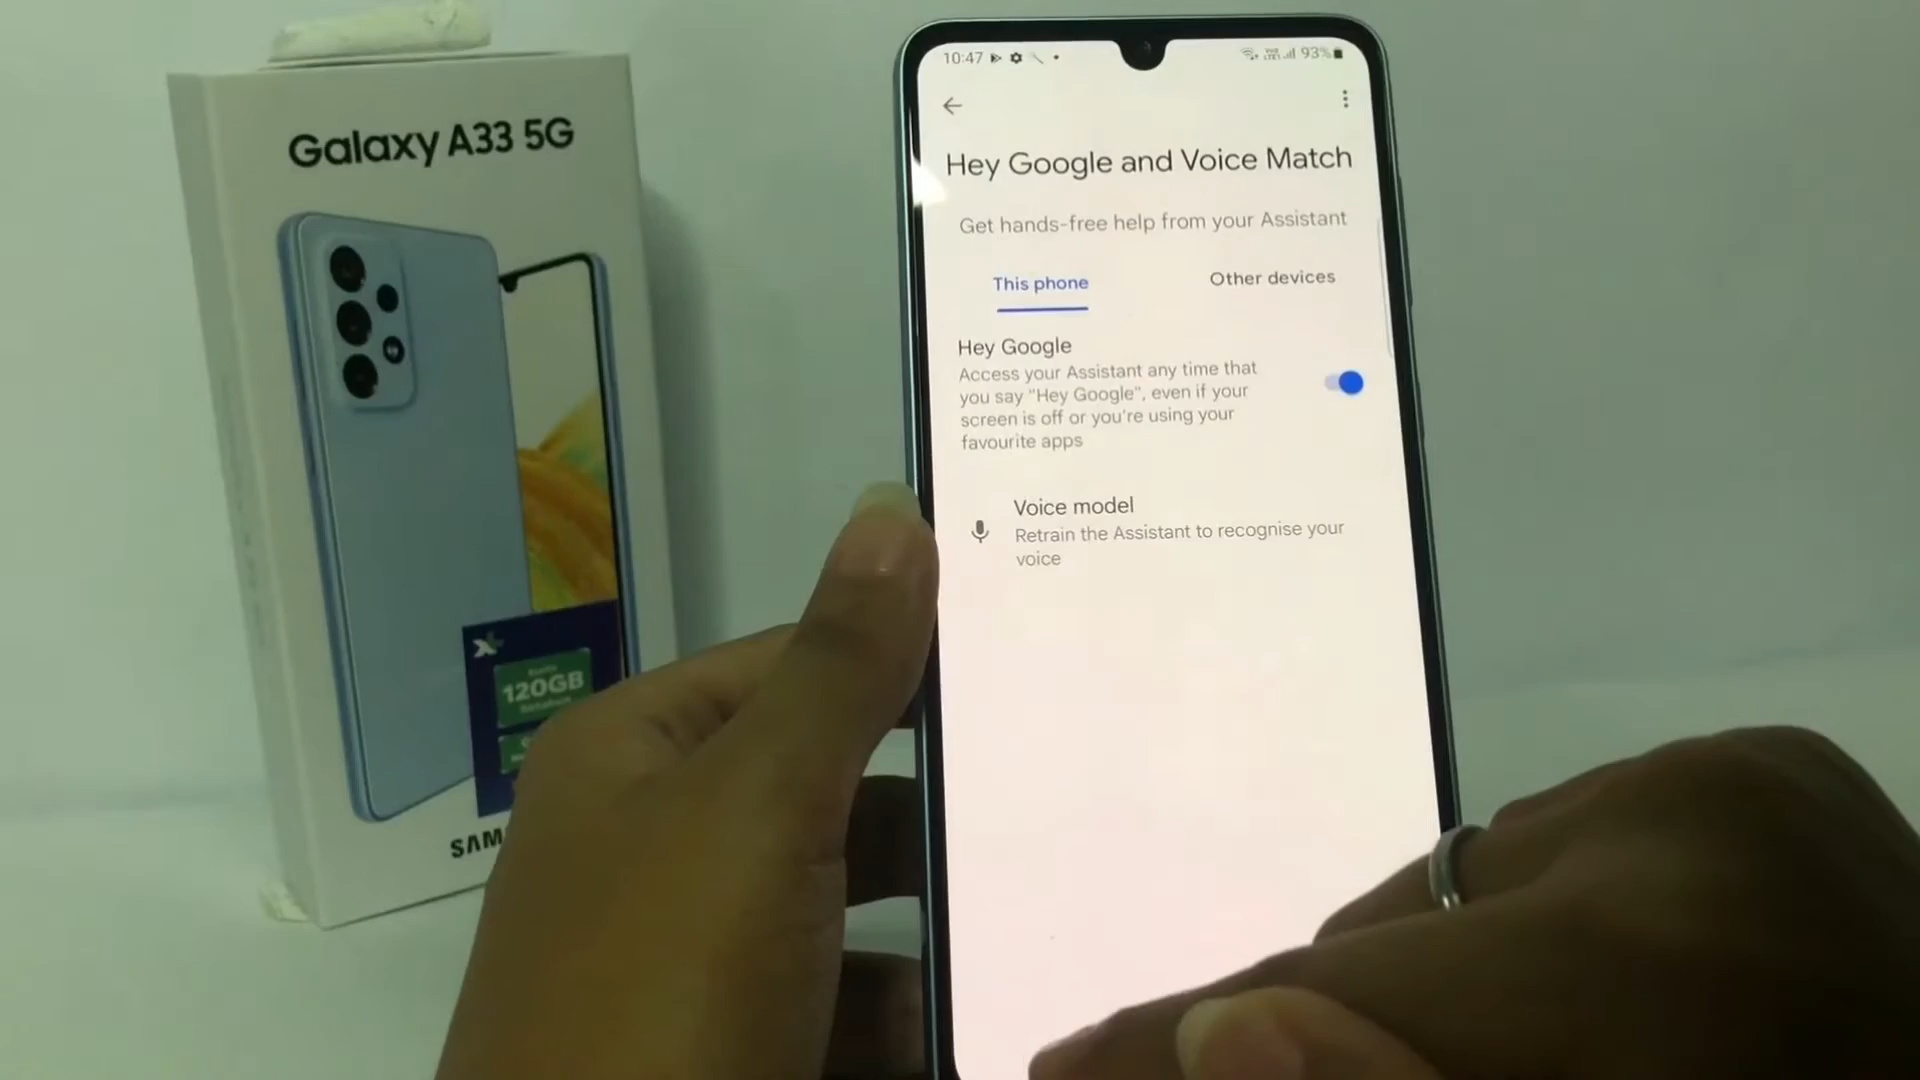 Galaxy A33 5G
120GB
SAM
10:47
93%
Hey Google and Voice Match
Get hands-free help from your Assistant
This phone
Other devices
Hey Google
Access your Assistant any time that
you say "Hey Google", even if your
screen is off or you're using your
favourite apps
Voice model
Retrain the Assistant to recognise your
voice